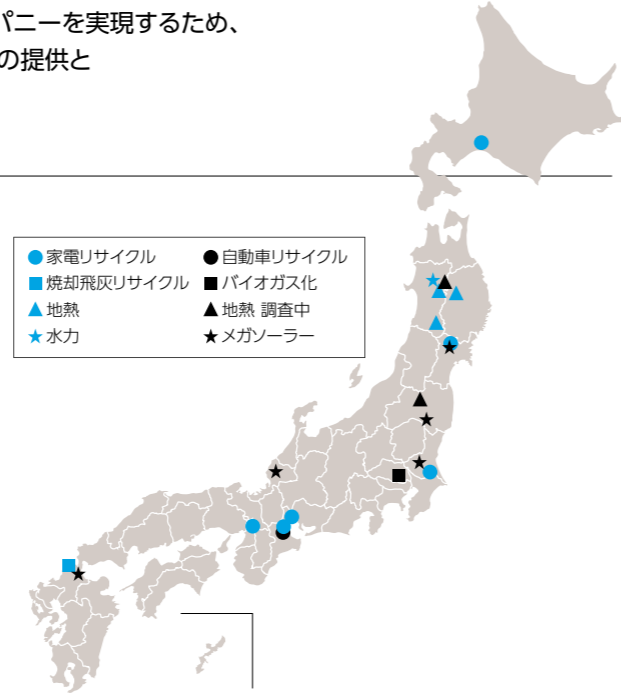 パニーを実現するため、
の提供と
家電リサイクル
自動車リサイクル
焼却飛灰リサイクル
バイオガス化
地熱
地熱 調査中
水力
メガソーラー